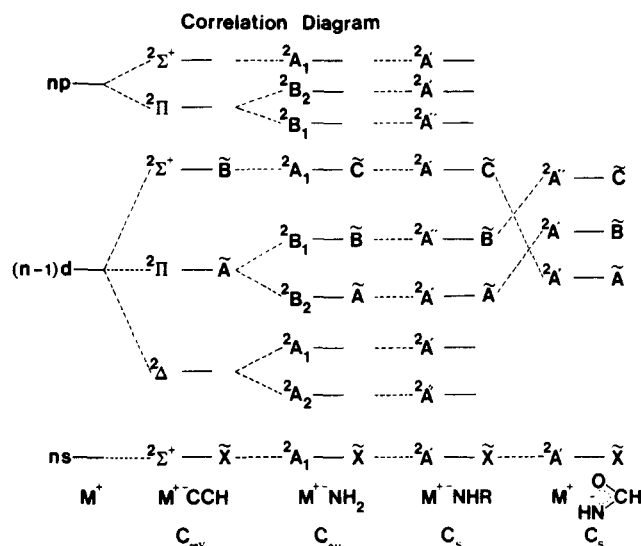 Correlation Diagram
np ²Σ⁺ ²A₁ ²A′
²Π ²B₂ ²A′
²B₁ ²A″
²Σ⁺ B̃ ²A₁ C̃ ²A′ C̃ ²A″ C̃
²B₁ B̃ ²A″ B̃ ²A′ B̃
(n-1)d ²Π Ã ²B₂ Ã ²A′ Ã ²A′ Ã
²A₁ ²A′
²Δ ²A₂ ²A″
ns ²Σ⁺ X̃ ²A₁ X̃ ²A′ X̃ ²A′ X̃
M⁺ M⁺⁻CCH M⁺⁻NH₂ M⁺⁻NHR M⁺ O - CH HN
C∞v C₂ᵥ Cₛ Cₛ